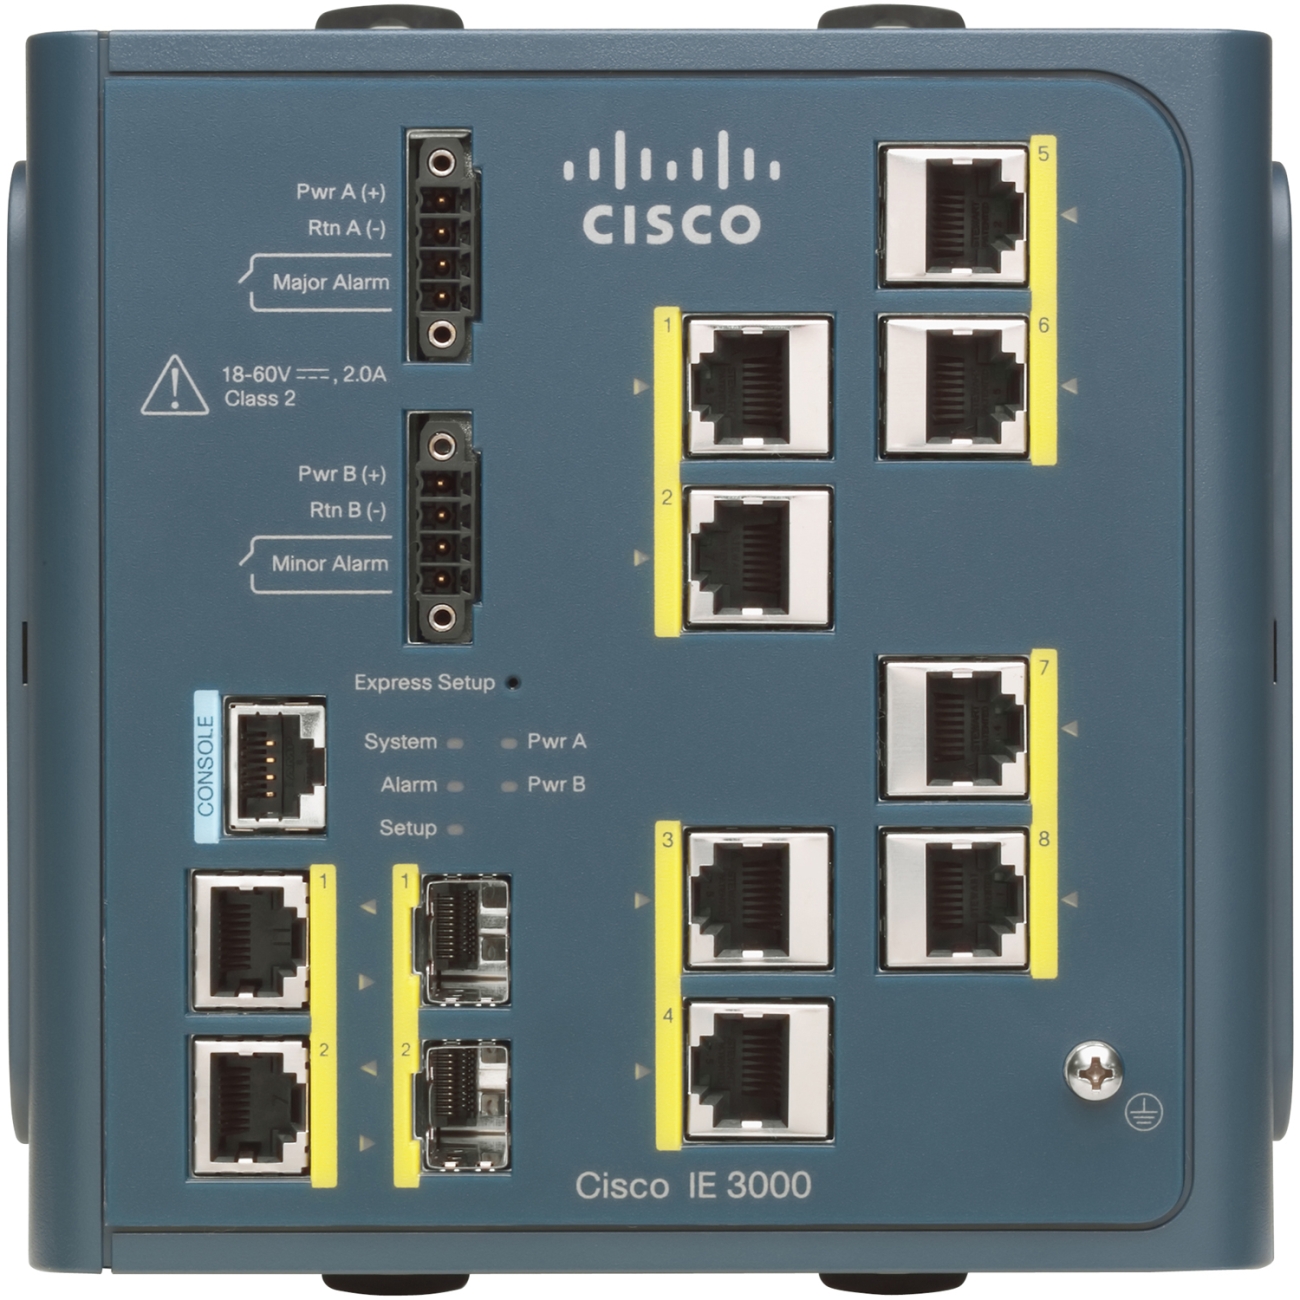 CISCO
Pwr A (+)
Rtn A (-)
Major Alarm
18-60V ⎓, 2.0A
Class 2
Pwr B (+)
Rtn B (-)
Minor Alarm
5
6
1
2
Express Setup
System
Pwr A
Alarm
Pwr B
Setup
CONSOLE
7
8
3
4
1
2
1
2
Cisco IE 3000